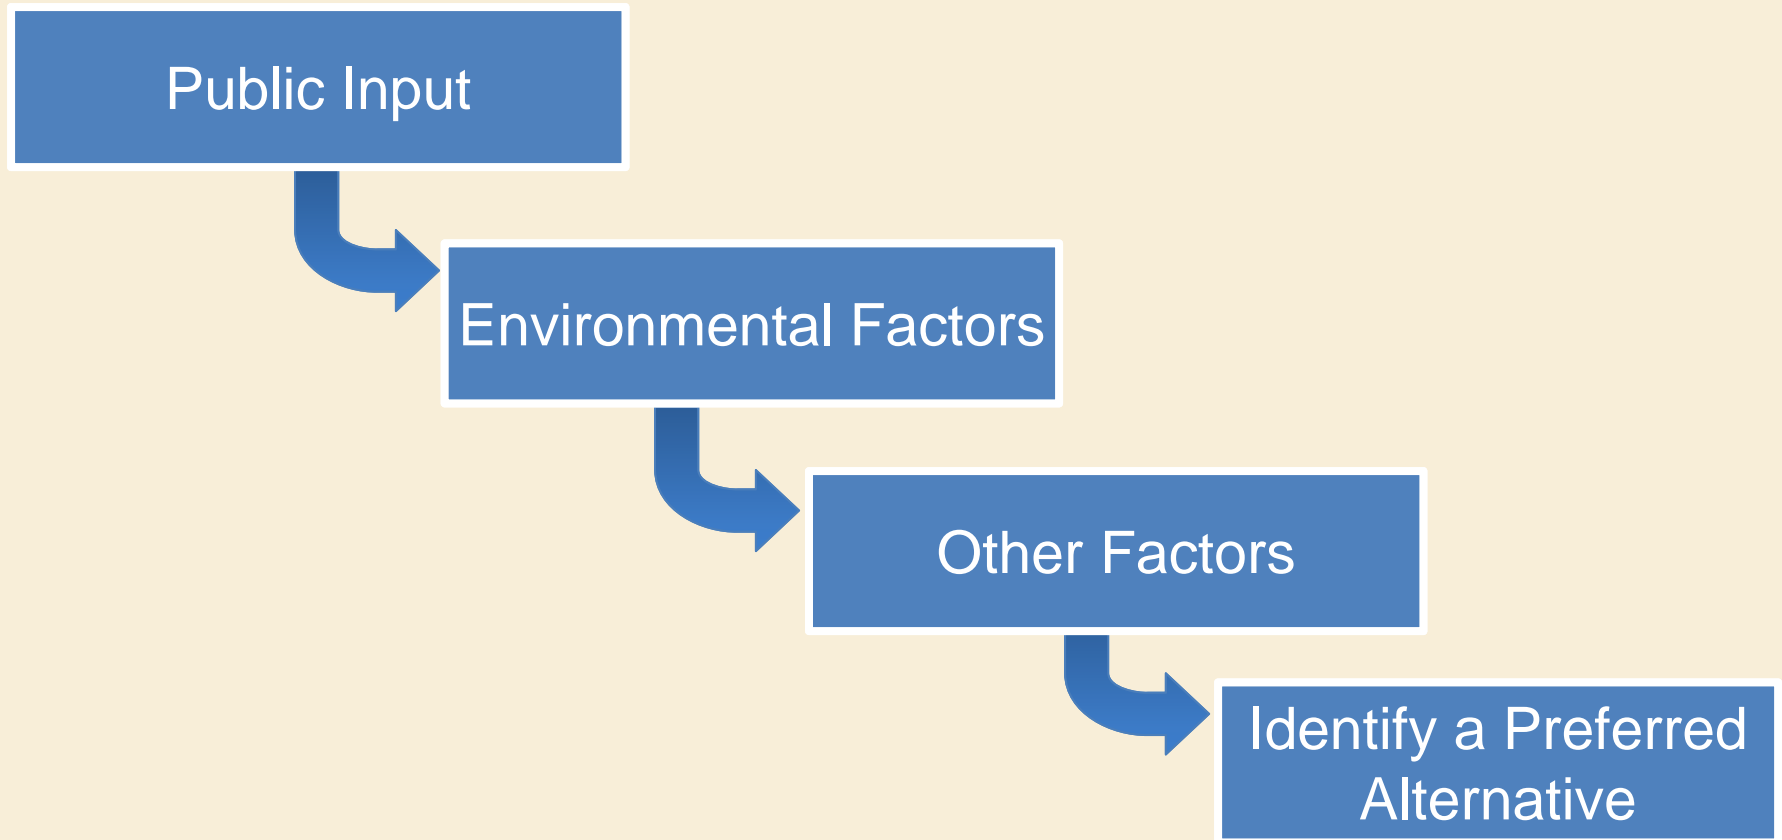 Public Input
Environmental Factors
Other Factors
Identify a Preferred
Alternative